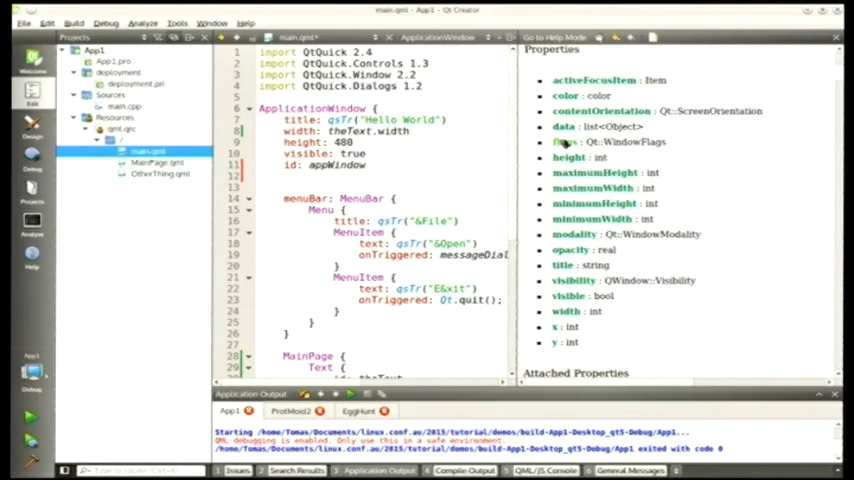 main.qml - App1 - Qt Creator
File Edit Build Debug Analyze Tools Window Help
Projects
main.qml*
ApplicationWindow
Go to Help Mode
Welcome
Edit
Design
Debug
Projects
Analyze
Help
App1
Debug
App1
App1.pro
deployment
deployment.pri
Sources
main.cpp
Resources
qml.qrc
/
main.qml
MainPage.qml
OtherThing.qml
1 import QtQuick 2.4
2 import QtQuick.Controls 1.3
3 import QtQuick.Window 2.2
4 import QtQuick.Dialogs 1.2
5
6 ApplicationWindow {
7 title: qsTr("Hello World")
8 width: theText.width
9 height: 480
10 visible: true
11 id: appWindow
12
14 menuBar: MenuBar {
15 Menu {
16 title: qsTr("&File")
17 MenuItem {
18 text: qsTr("&Open")
19 onTriggered: messageDial
20 }
21 MenuItem {
22 text: qsTr("E&xit")
23 onTriggered: Qt.quit();
24 }
25 }
26 }
28 MainPage {
29 Text {
Properties
activeFocusItem : Item
color : color
contentOrientation : Qt::ScreenOrientation
data : list<Object>
flags : Qt::WindowFlags
height : int
maximumHeight : int
maximumWidth : int
minimumHeight : int
minimumWidth : int
modality : Qt::WindowModality
opacity : real
title : string
visibility : QWindow::Visibility
visible : bool
width : int
x : int
y : int
Attached Properties
Application Output
App1 ProtMoid2 EggHunt
Starting /home/Tomas/Documents/linux.conf.au/2015/tutorial/demos/build-App1-Desktop_qt5-Debug/App1...
QML debugging is enabled. Only use this in a safe environment.
/home/Tomas/Documents/linux.conf.au/2015/tutorial/demos/build-App1-Desktop_qt5-Debug/App1 exited with code 0
Type to locate (Ctrl+K)
1 Issues 2 Search Results 3 Application Output 4 Compile Output 5 QML/JS Console 6 General Messages